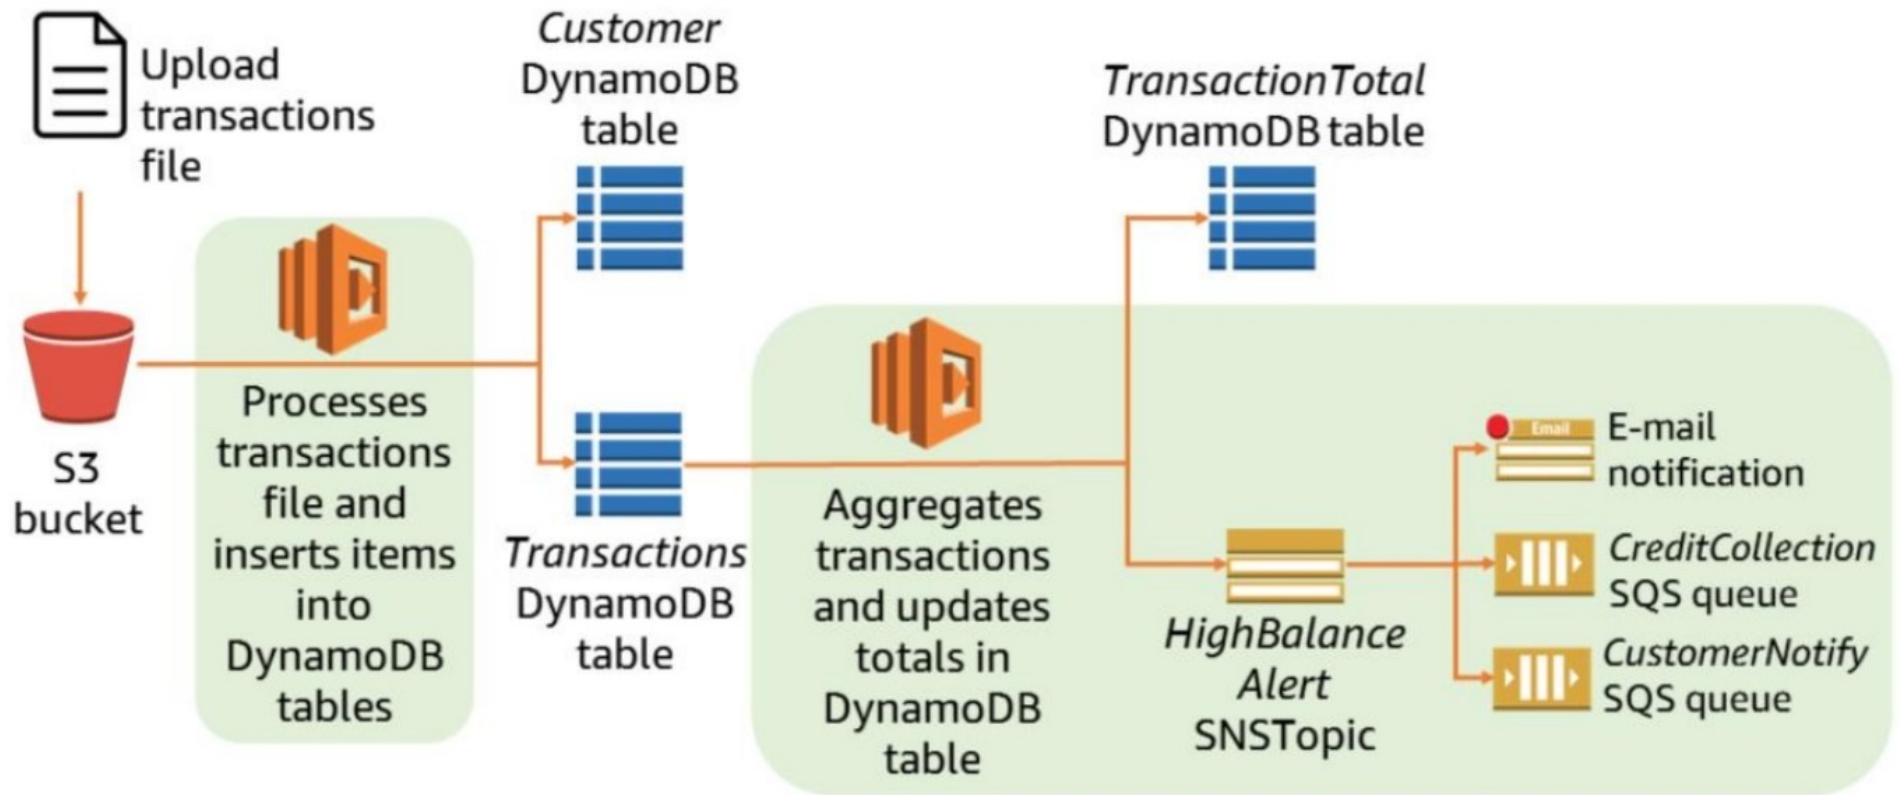 Upload
transactions
file
S3
bucket
Processes
transactions
file and
inserts items
into
DynamoDB
tables
Customer
DynamoDB
table
Transactions
DynamoDB
table
Aggregates
transactions
and updates
totals in
DynamoDB
table
TransactionTotal
DynamoDB table
HighBalance
Alert
SNSTopic
Email
E-mail
notification
CreditCollection
SQS queue
CustomerNotify
SQS queue